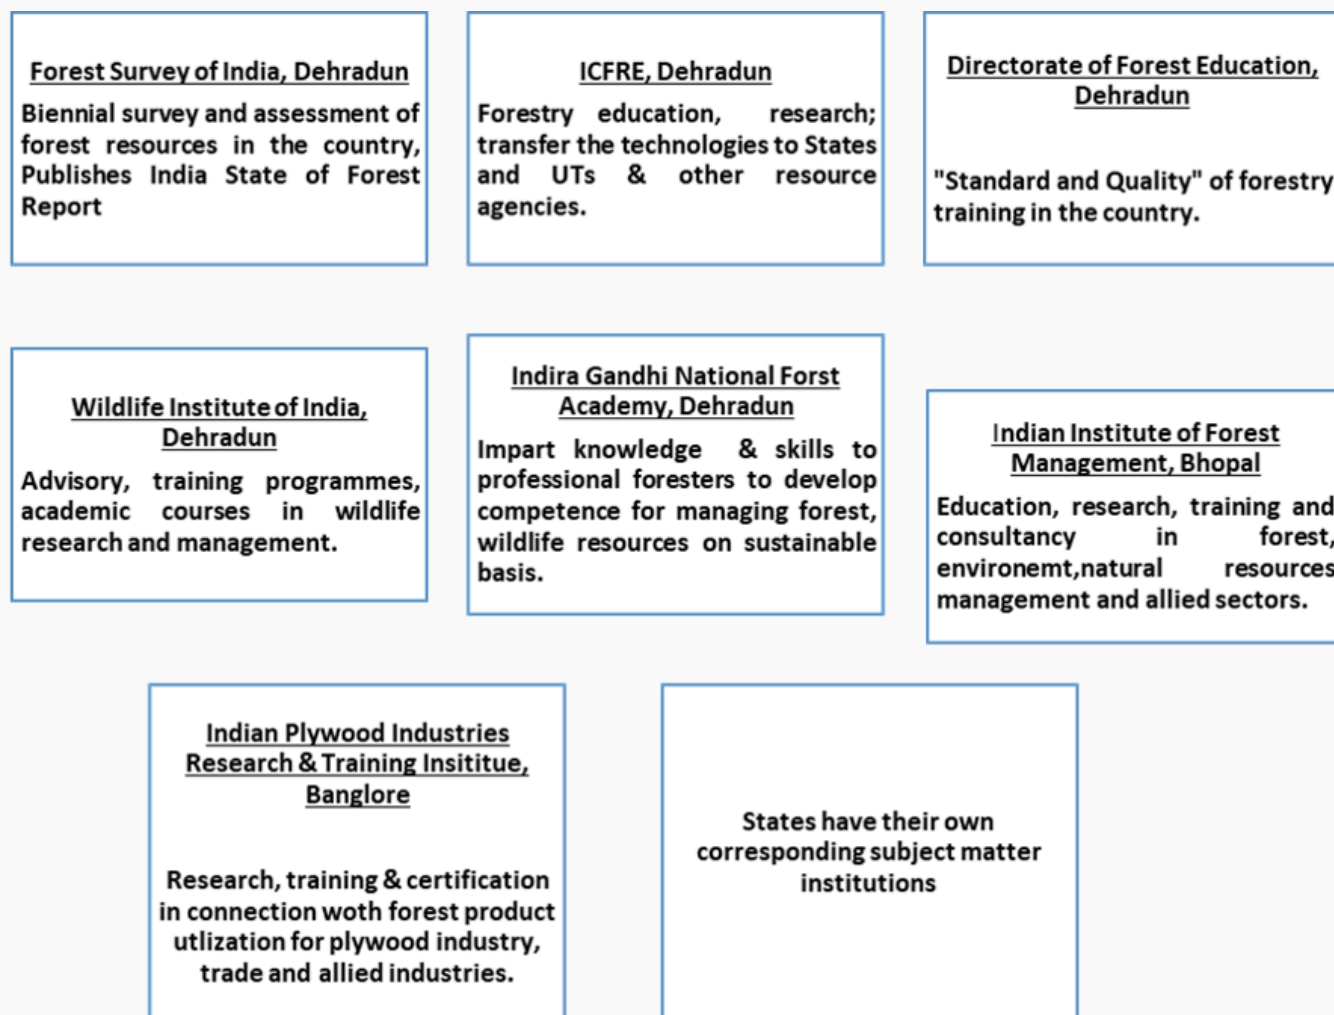 Forest Survey of India, Dehradun
Biennial survey and assessment of
forest resources in the country,
Publishes India State of Forest
Report
ICFRE, Dehradun
Forestry education, research;
transfer the technologies to States
and UTs & other resource
agencies.
Directorate of Forest Education,
Dehradun
"Standard and Quality" of forestry
training in the country.
Wildlife Institute of India,
Dehradun
Advisory, training programmes,
academic courses in wildlife
research and management.
Indira Gandhi National Forst
Academy, Dehradun
Impart knowledge & skills to
professional foresters to develop
competence for managing forest,
wildlife resources on sustainable
basis.
Indian Institute of Forest
Management, Bhopal
Education, research, training and
consultancy in forest,
environemt,natural resources
management and allied sectors.
Indian Plywood Industries
Research & Training Insititue,
Banglore
Research, training & certification
in connection woth forest product
utlization for plywood industry,
trade and allied industries.
States have their own
corresponding subject matter
institutions